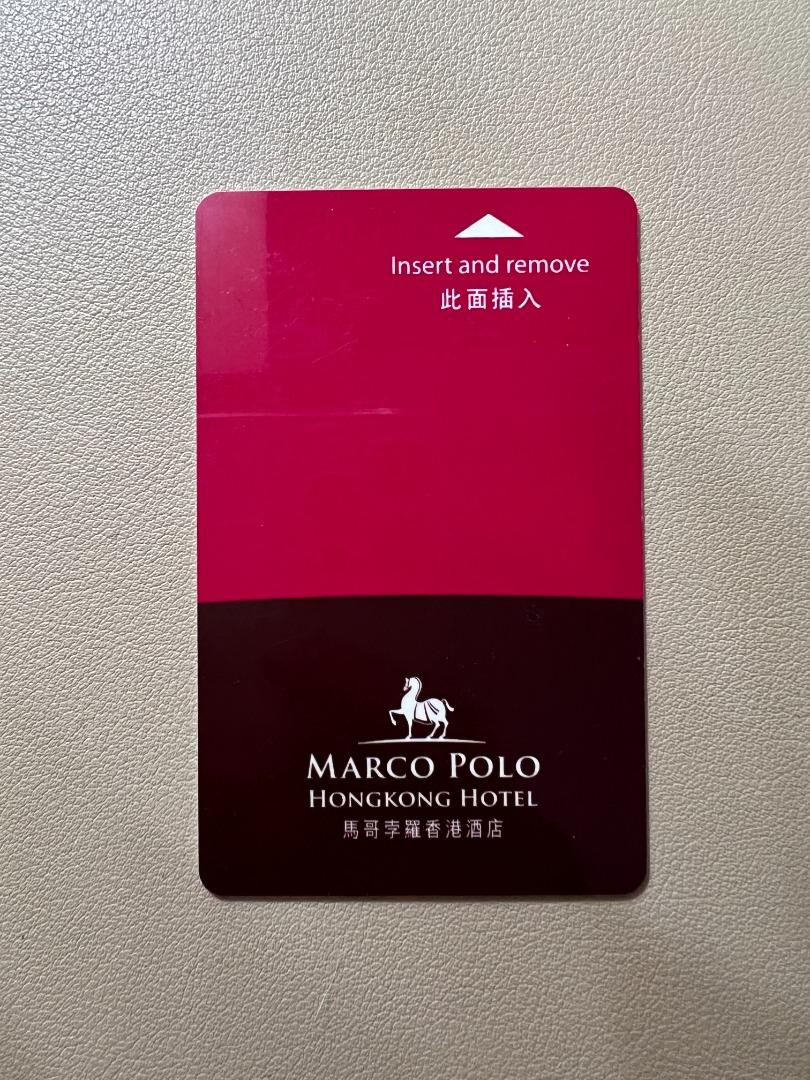 Insert and remove
此面插入
MARCO POLO
HONGKONG HOTEL
馬哥孛羅香港酒店